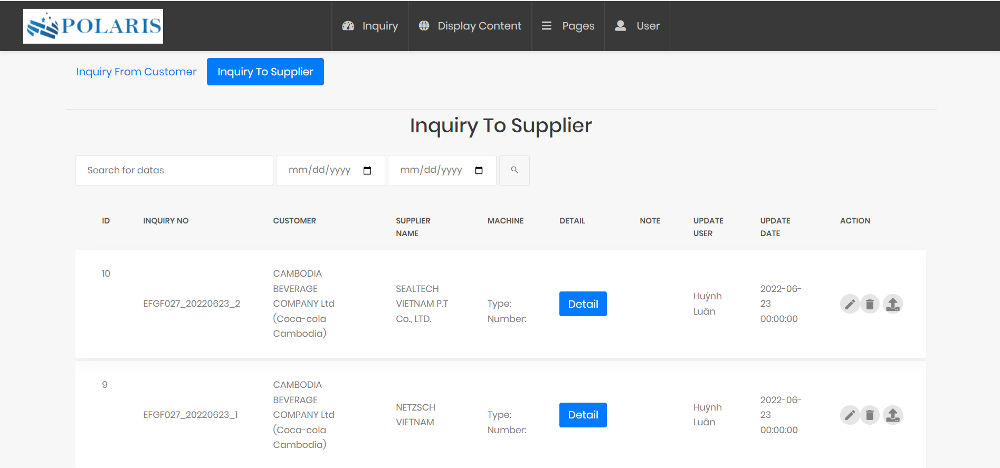 POLARIS
Inquiry
Display Content
Pages
User
Inquiry From Customer
Inquiry To Supplier
Inquiry To Supplier
Search for datas
mm/dd/yyyy
mm/dd/yyyy
ID
INQUIRY NO
CUSTOMER
SUPPLIER
NAME
MACHINE
DETAIL
NOTE
UPDATE
USER
UPDATE
DATE
ACTION
10
EFGF027_20220623_2
CAMBODIA
BEVERAGE
COMPANY Ltd
(Coca-cola
Cambodia)
SEALTECH
VIETNAM P.T
Co., LTD.
Type:
Number:
Detail
Huỳnh
Luân
2022-06-
23
00:00:00
9
EFGF027_20220623_1
CAMBODIA
BEVERAGE
COMPANY Ltd
(Coca-cola
Cambodia)
NETZSCH
VIETNAM
Type:
Number:
Detail
Huỳnh
Luân
2022-06-
23
00:00:00